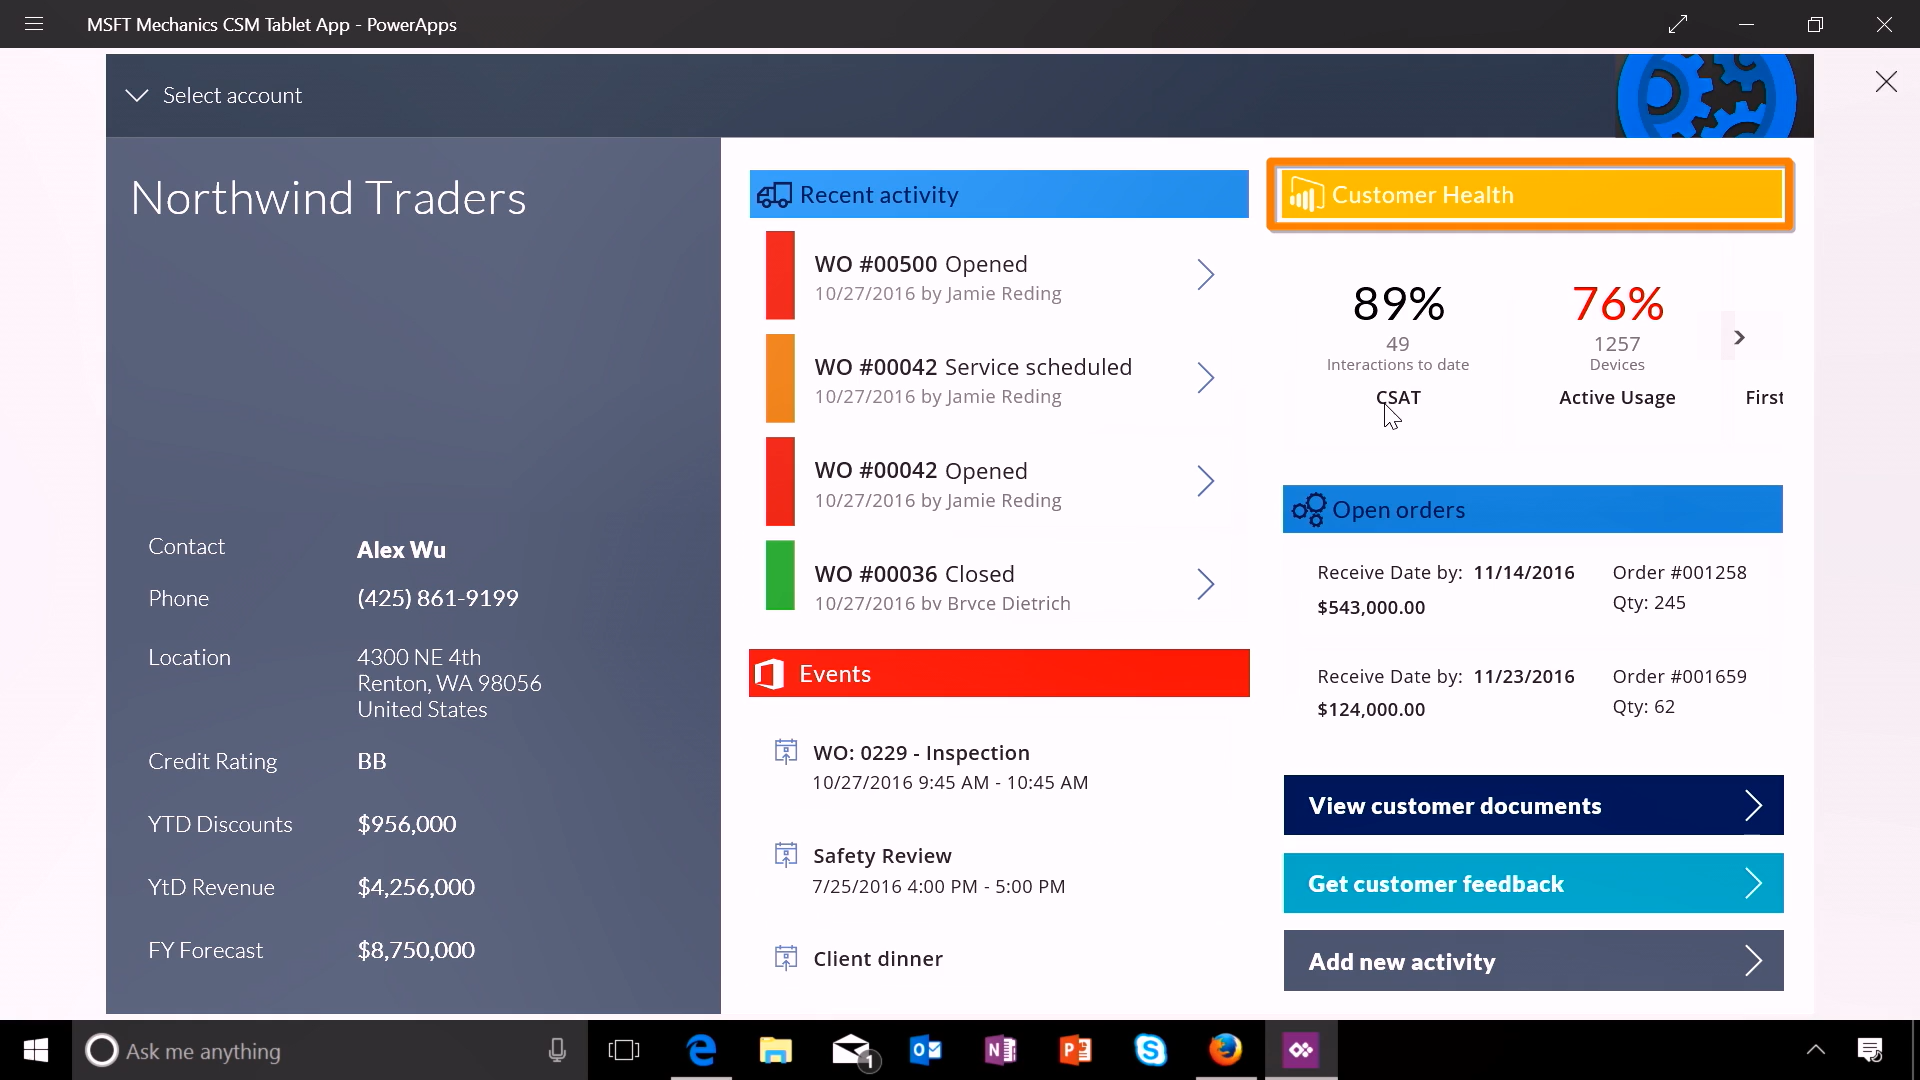 MSFT Mechanics CSM Tablet App - PowerApps
Select account
Northwind Traders
Contact Alex Wu
Phone (425) 861-9199
Location 4300 NE 4th
Renton, WA 98056
United States
Credit Rating BB
YTD Discounts $956,000
YtD Revenue $4,256,000
FY Forecast $8,750,000
Recent activity
WO #00500 Opened
10/27/2016 by Jamie Reding
WO #00042 Service scheduled
10/27/2016 by Jamie Reding
WO #00042 Opened
10/27/2016 by Jamie Reding
WO #00036 Closed
10/27/2016 by Bryce Dietrich
Events
WO: 0229 - Inspection
10/27/2016 9:45 AM - 10:45 AM
Safety Review
7/25/2016 4:00 PM - 5:00 PM
Client dinner
Customer Health
89% 76%
49 1257
Interactions to date Devices
CSAT Active Usage First
Open orders
Receive Date by: 11/14/2016 Order #001258
$543,000.00 Qty: 245
Receive Date by: 11/23/2016 Order #001659
$124,000.00 Qty: 62
View customer documents
Get customer feedback
Add new activity
Ask me anything
1